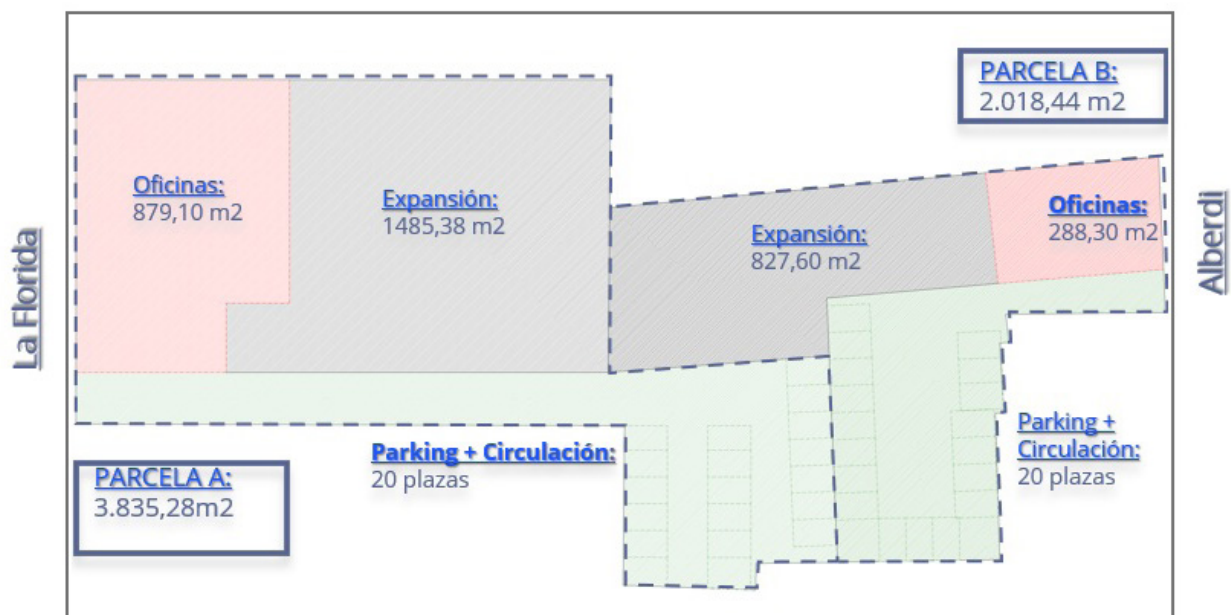 PARCELA B:
2.018,44 m2
Oficinas:
879,10 m2
Expansión:
1485,38 m2
Expansión:
827,60 m2
Oficinas:
288,30 m2
La Florida
Alberdi
Parking + Circulación:
20 plazas
Parking +
Circulación:
20 plazas
PARCELA A:
3.835,28m2